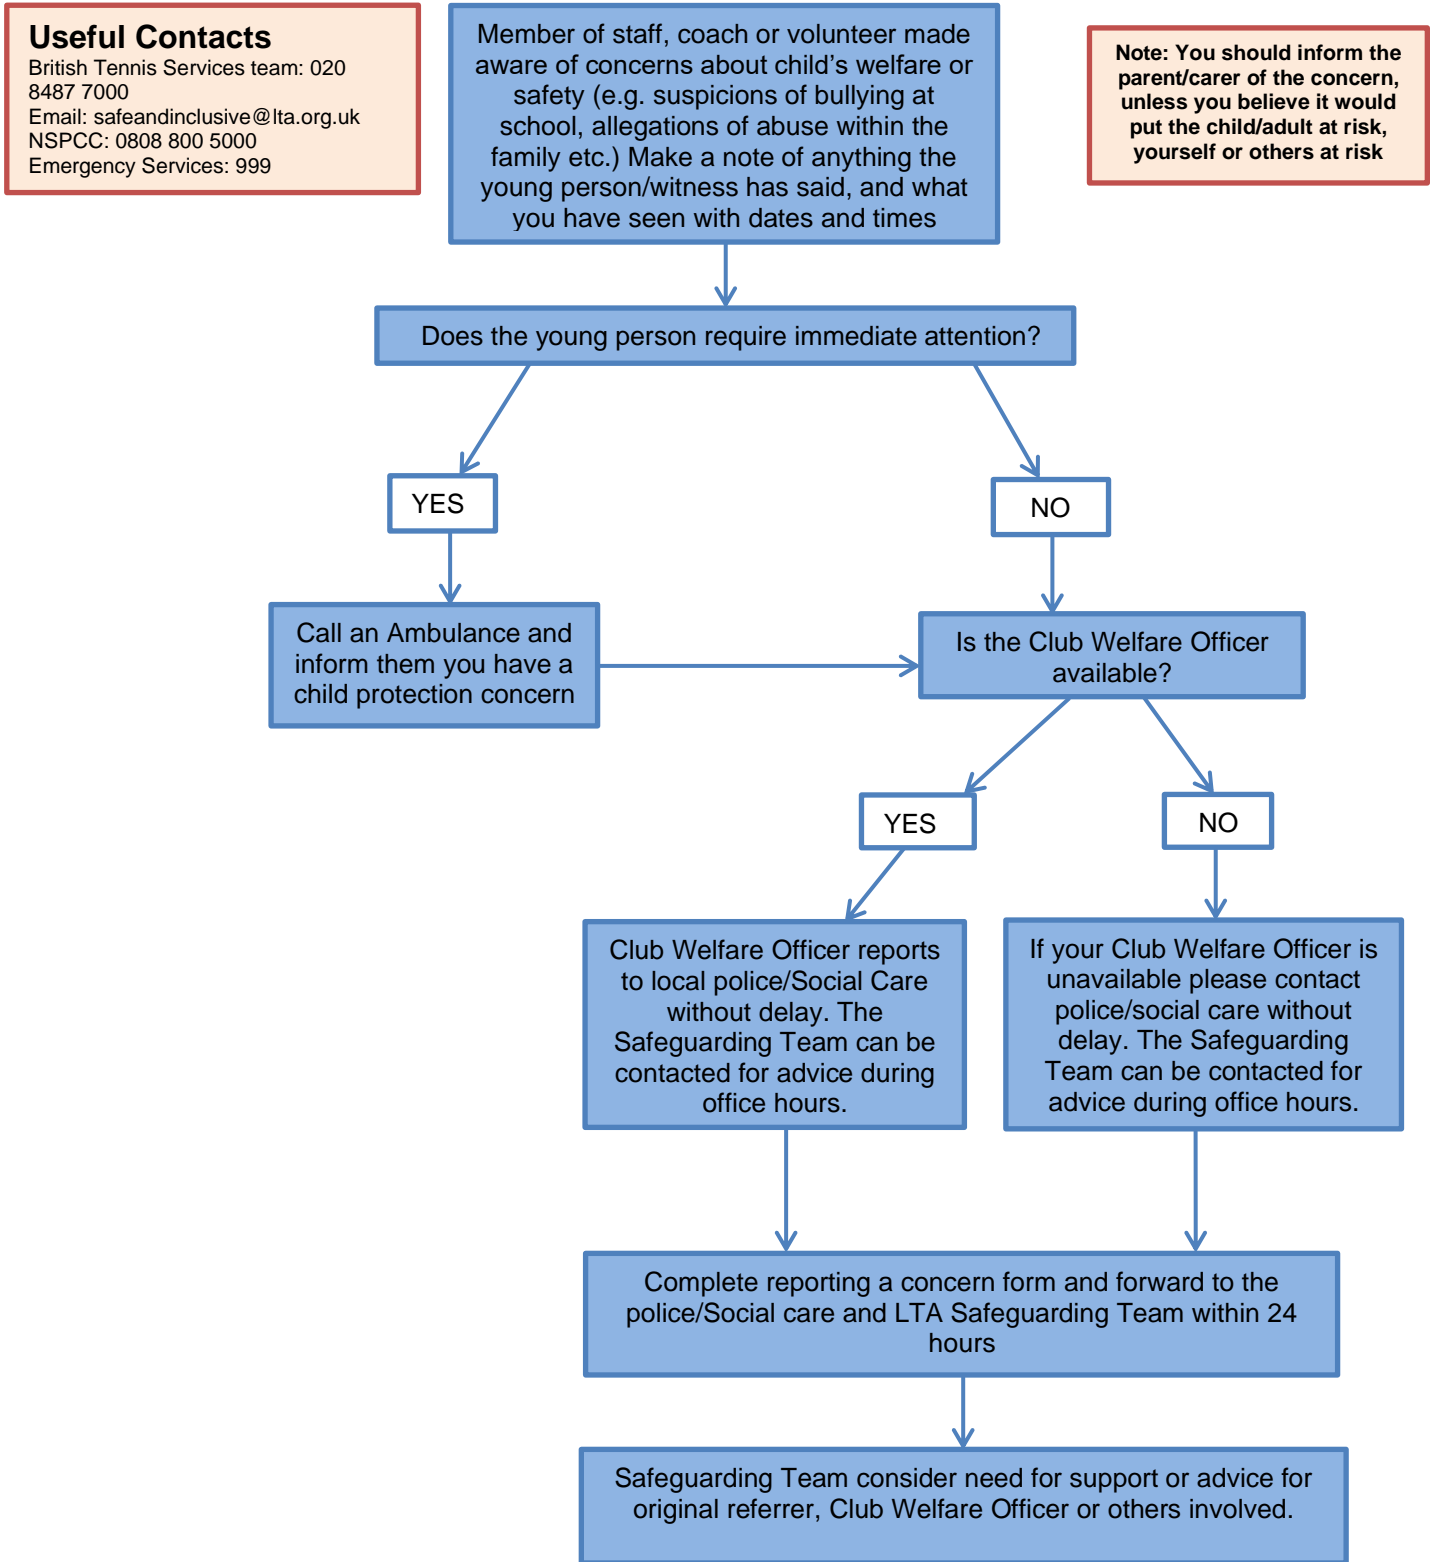 Useful Contacts
British Tennis Services team: 020
8487 7000
Email: safeandinclusive@lta.org.uk
NSPCC: 0808 800 5000
Emergency Services: 999
Member of staff, coach or volunteer made
aware of concerns about child's welfare or
safety (e.g. suspicions of bullying at
school, allegations of abuse within the
family etc.) Make a note of anything the
young person/witness has said, and what
you have seen with dates and times
Note: You should inform the
parent/carer of the concern,
unless you believe it would
put the child/adult at risk,
yourself or others at risk
Does the young person require immediate attention?
YES
NO
Call an Ambulance and
inform them you have a
child protection concern
Is the Club Welfare Officer
available?
YES
NO
Club Welfare Officer reports
to local police/Social Care
without delay. The
Safeguarding Team can be
contacted for advice during
office hours.
If your Club Welfare Officer is
unavailable please contact
police/social care without
delay. The Safeguarding
Team can be contacted for
advice during office hours.
Complete reporting a concern form and forward to the
police/Social care and LTA Safeguarding Team within 24
hours
Safeguarding Team consider need for support or advice for
original referrer, Club Welfare Officer or others involved.